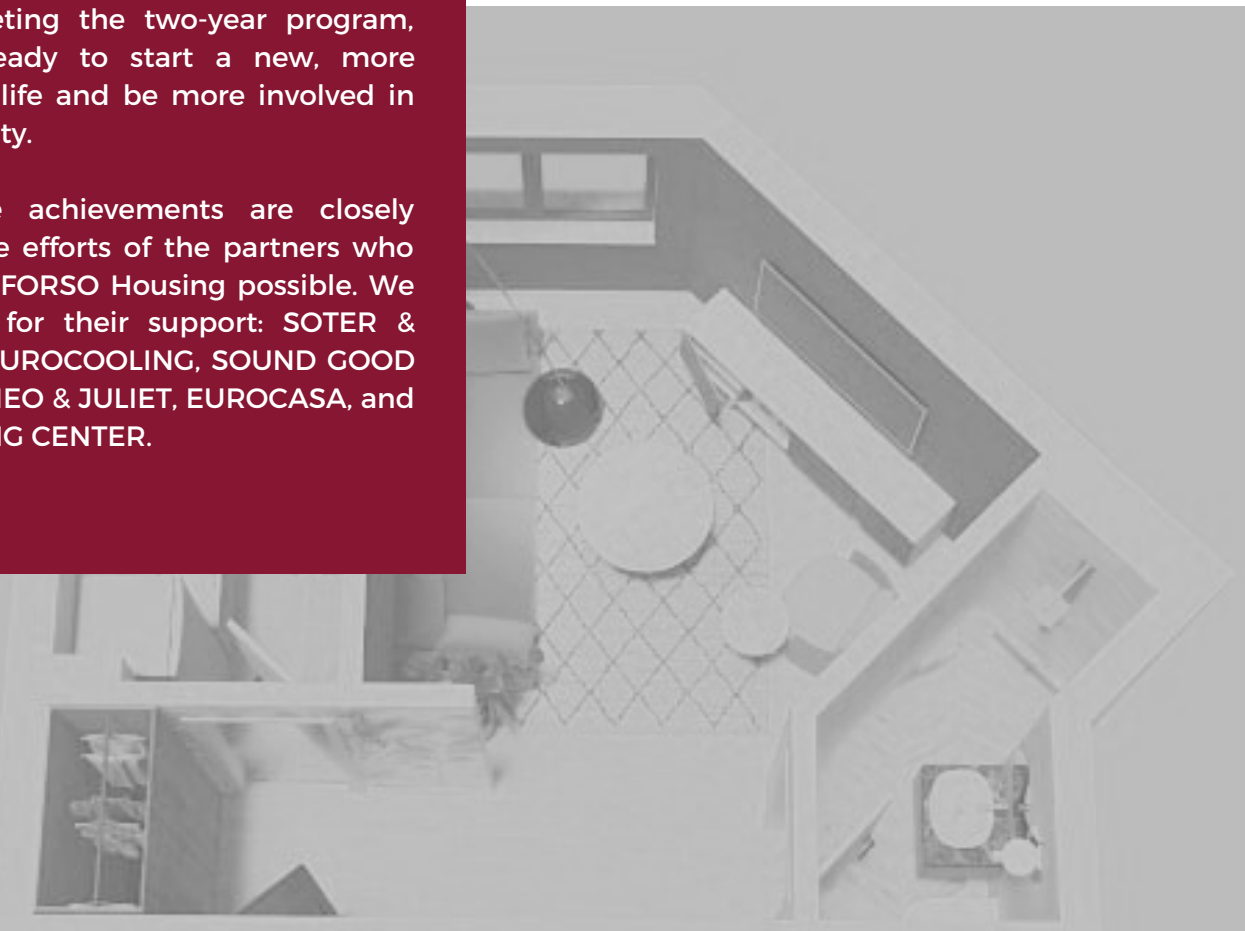 eting the two-year program,
eady to start a new, more
life and be more involved in
ty.
e achievements are closely
e efforts of the partners who
FORSO Housing possible. We
for their support: SOTER &
UROCOOLING, SOUND GOOD
EO & JULIET, EUROCASA, and
G CENTER.